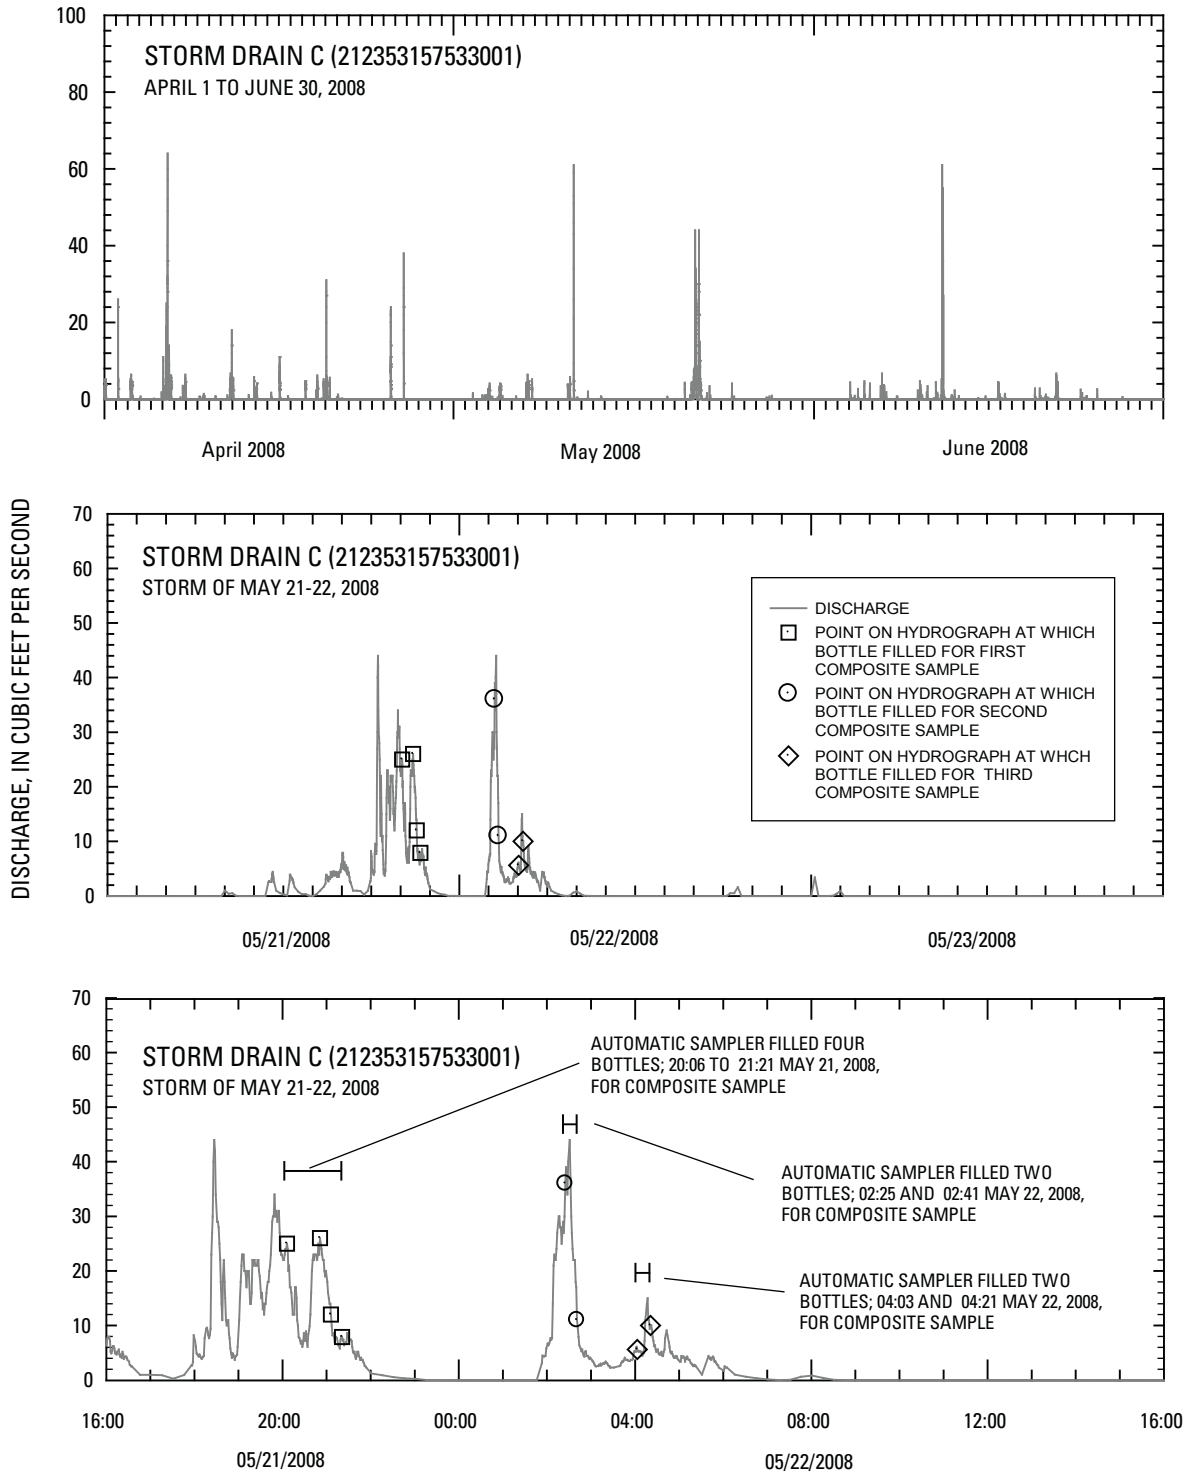 100
STORM DRAIN C (212353157533001)
APRIL 1 TO JUNE 30, 2008
80
60
40
20
0
April 2008
May 2008
June 2008
DISCHARGE, IN CUBIC FEET PER SECOND
70
STORM DRAIN C (212353157533001)
STORM OF MAY 21-22, 2008
60
50
40
30
20
10
0
DISCHARGE
POINT ON HYDROGRAPH AT WHICH
BOTTLE FILLED FOR FIRST
COMPOSITE SAMPLE
POINT ON HYDROGRAPH AT WHICH
BOTTLE FILLED FOR SECOND
COMPOSITE SAMPLE
POINT ON HYDROGRAPH AT WHCH
BOTTLE FILLED FOR THIRD
COMPOSITE SAMPLE
05/21/2008
05/22/2008
05/23/2008
70
STORM DRAIN C (212353157533001)
STORM OF MAY 21-22, 2008
60
50
40
30
20
10
0
AUTOMATIC SAMPLER FILLED FOUR
BOTTLES; 20:06 TO 21:21 MAY 21, 2008,
FOR COMPOSITE SAMPLE
AUTOMATIC SAMPLER FILLED TWO
BOTTLES; 02:25 AND 02:41 MAY 22, 2008,
FOR COMPOSITE SAMPLE
AUTOMATIC SAMPLER FILLED TWO
BOTTLES; 04:03 AND 04:21 MAY 22, 2008,
FOR COMPOSITE SAMPLE
16:00
20:00
00:00
04:00
08:00
12:00
16:00
05/21/2008
05/22/2008